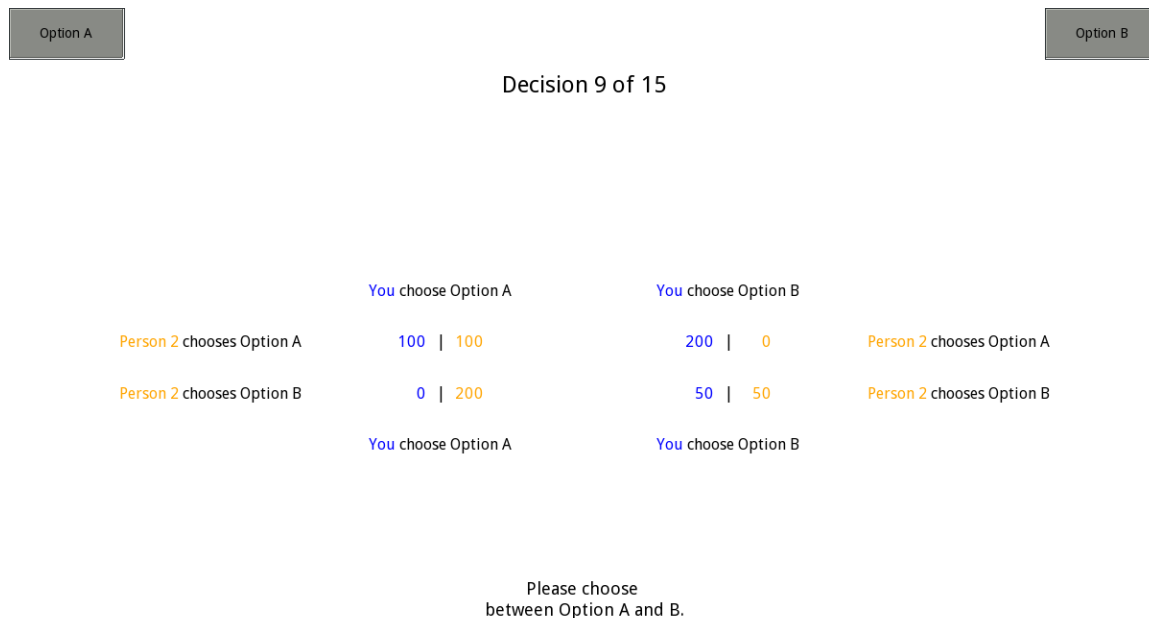 Option A Option B
Decision 9 of 15
You choose Option A You choose Option B
Person 2 chooses Option A 100 | 100 200 | 0 Person 2 chooses Option A
Person 2 chooses Option B 0 | 200 50 | 50 Person 2 chooses Option B
You choose Option A You choose Option B
Please choose
between Option A and B.